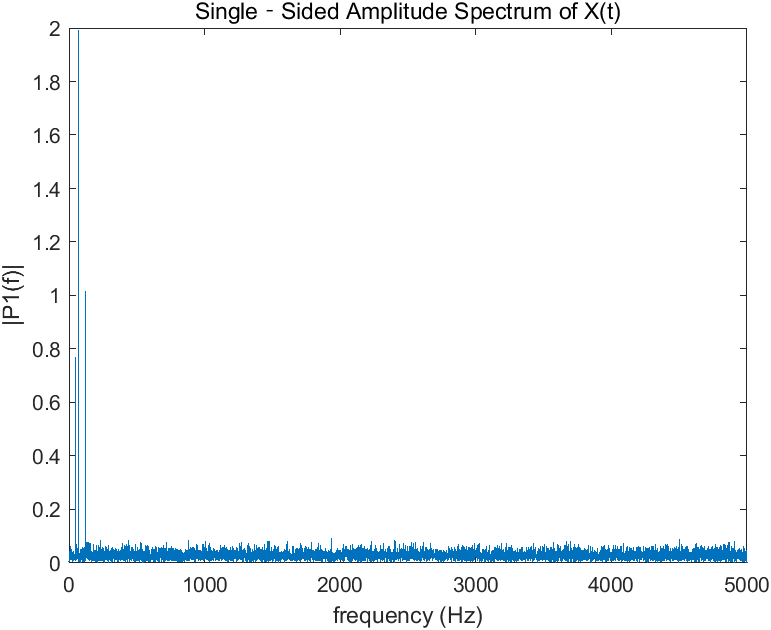 Single - Sided Amplitude Spectrum of X(t)
2
1.8
1.6
1.4
1.2
1
0.8
0.6
0.4
0.2
0
|P1(f)|
0 1000 2000 3000 4000 5000
frequency (Hz)